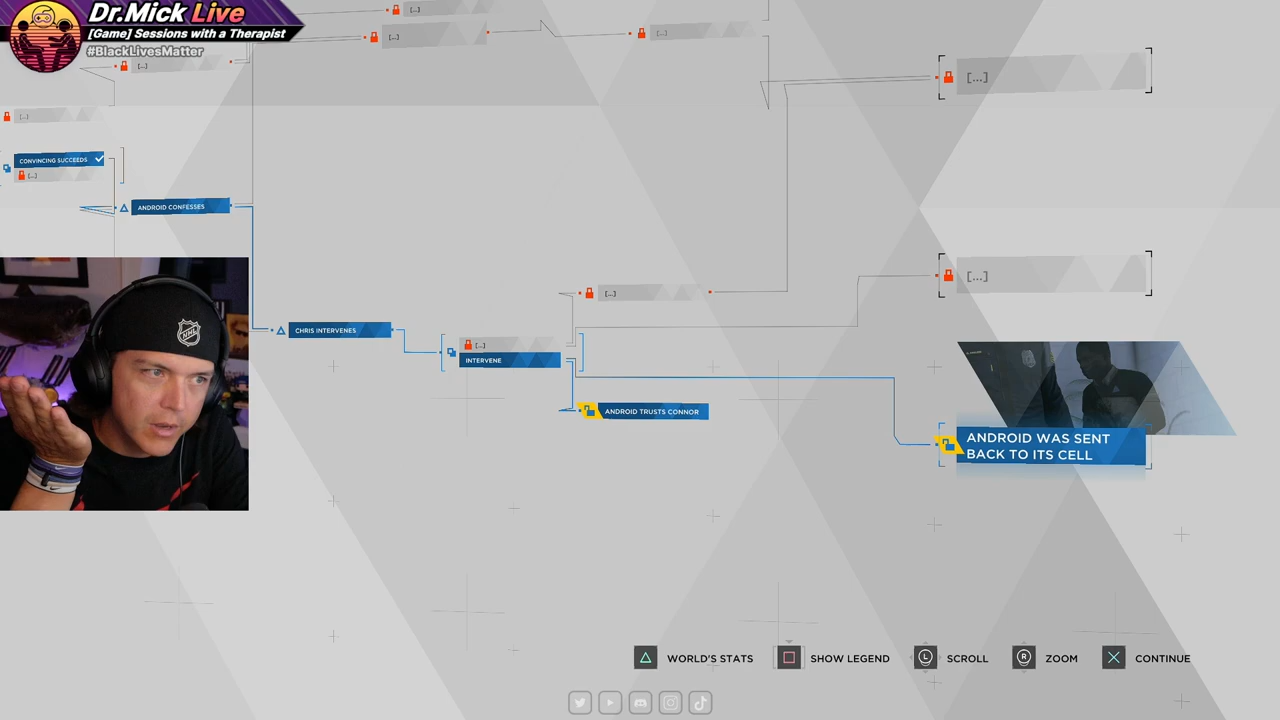 Dr.Mick Live
[Game] Sessions with a Therapist
#BlackLivesMatter
[...]
[...]
[...]
[...]
[...]
[...]
CONVINCING SUCCEEDS
[...]
ANDROID CONFESSES
[...]
[...]
CHRIS INTERVENES
[...]
INTERVENE
ANDROID TRUSTS CONNOR
ANDROID WAS SENT
BACK TO ITS CELL
NHL
WORLD'S STATS
SHOW LEGEND
L
SCROLL
R
ZOOM
CONTINUE